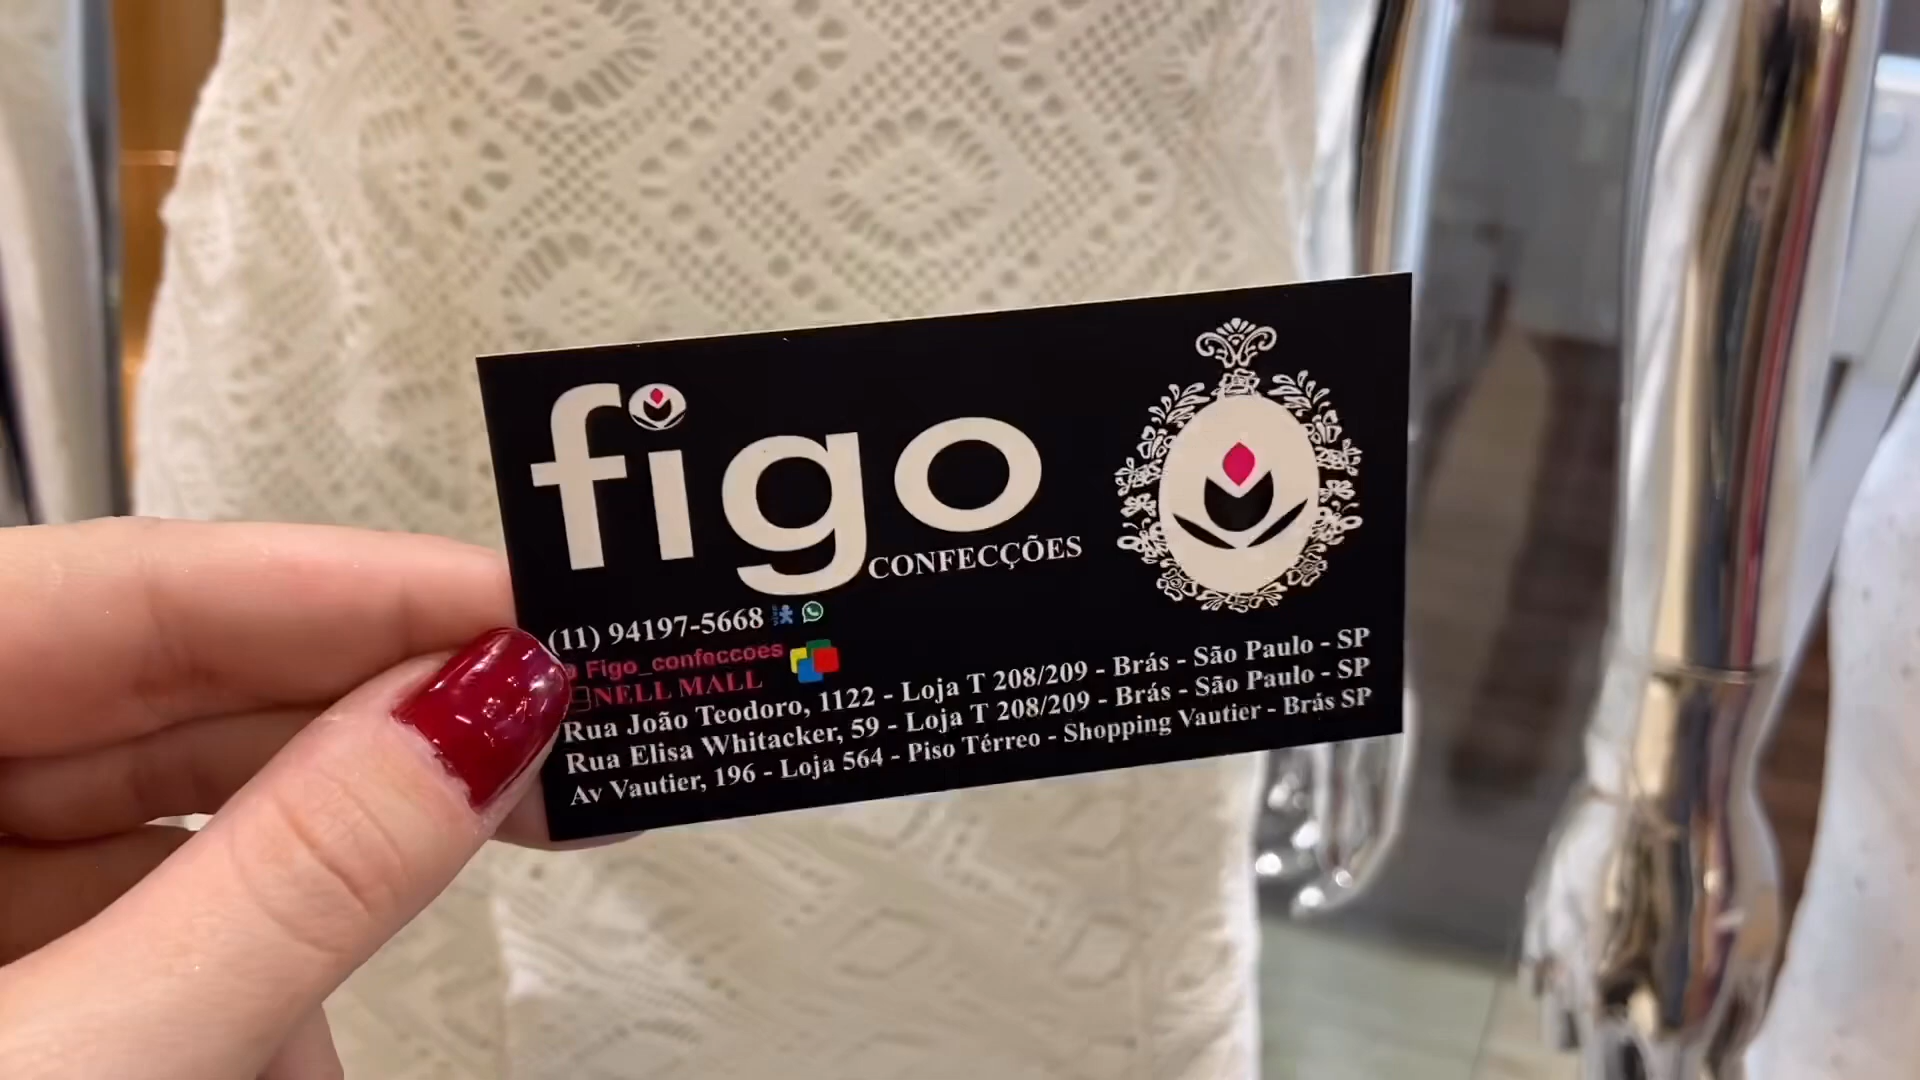 figo
CONFECÇÕES
(11) 94197-5668
Figo_confeccoes
NELL MALL
Rua João Teodoro, 1122 - Loja T 208/209 - Brás - São Paulo - SP
Rua Elisa Whitacker, 59 - Loja T 208/209 - Brás - São Paulo - SP
Av Vautier, 196 - Loja 564 - Piso Térreo - Shopping Vautier - Brás SP